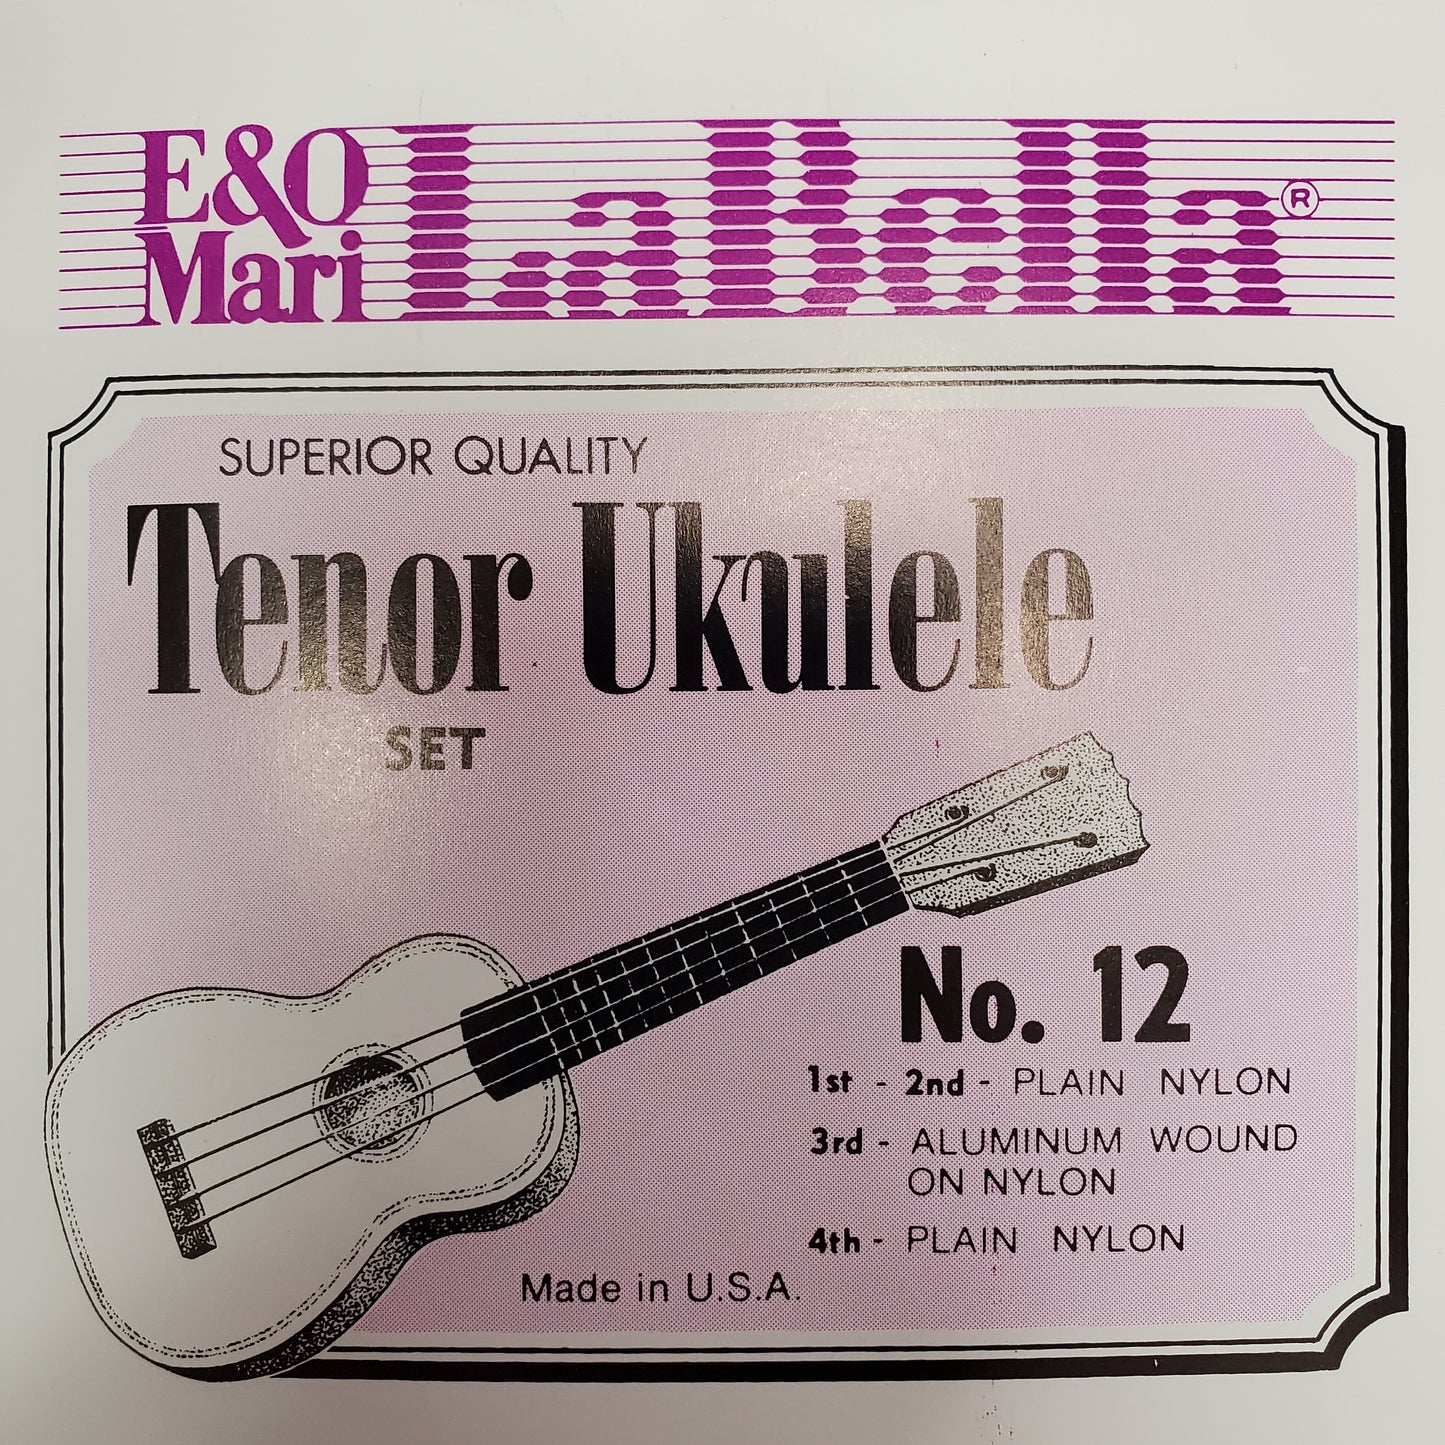 E&O
Mari
LaBella®
SUPERIOR QUALITY
Tenor Ukulele
SET
No. 12
1st - 2nd - PLAIN NYLON
3rd - ALUMINUM WOUND
ON NYLON
4th - PLAIN NYLON
Made in U.S.A.